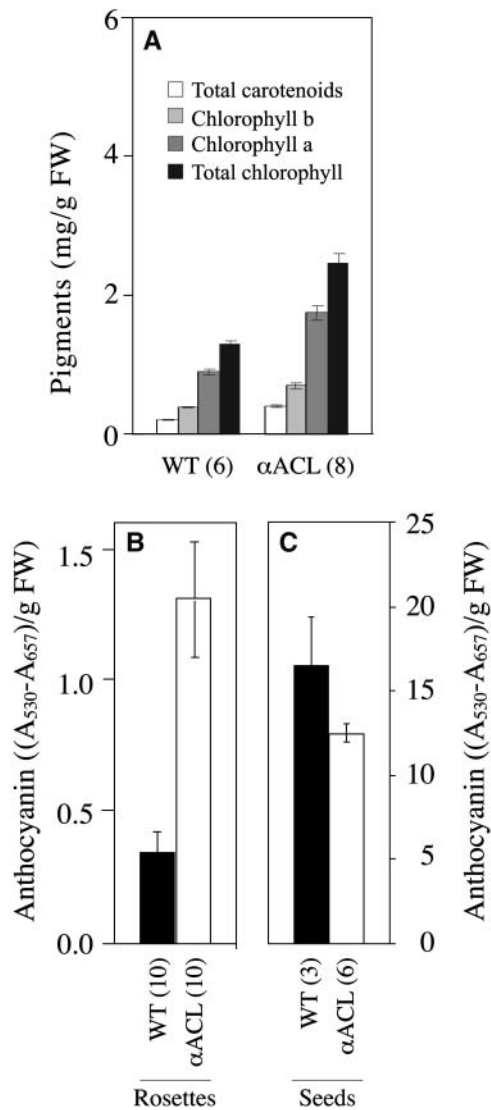 A
6
4
2
0
Pigments (mg/g FW)
Total carotenoids
Chlorophyll b
Chlorophyll a
Total chlorophyll
WT (6)
αACL (8)
B
1.5
1.0
0.5
0.0
Anthocyanin ((A530-A657)/g FW)
WT (10)
αACL (10)
Rosettes
C
25
20
15
10
5
0
Anthocyanin ((A530-A657)/g FW)
WT (3)
αACL (6)
Seeds